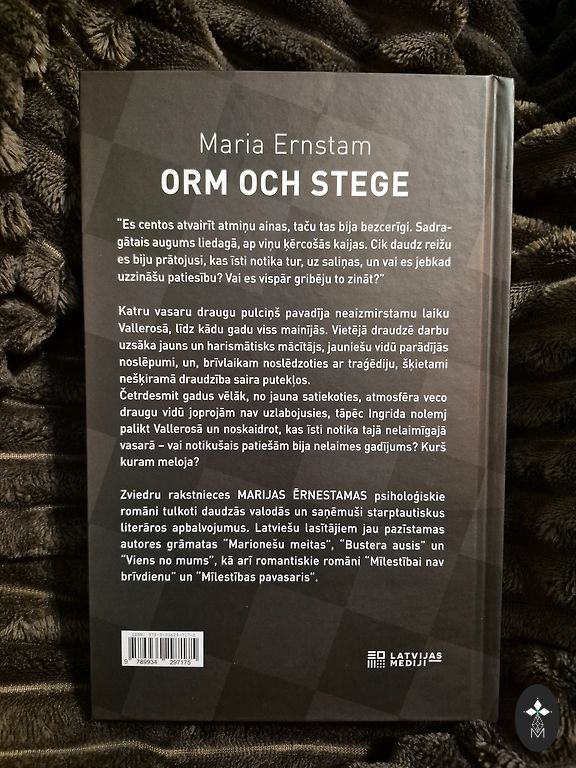 Maria Ernstam
ORM OCH STEGE
"Es centos atvairīt atmiņu ainas, taču tas bija bezcerīgi. Sadra-
gātais augums liedagā, ap viņu ķērcošās kaijas. Cik daudz reižu
es biju prātojusi, kas īsti notika tur, uz saliņas, un vai es jebkad
uzzināšu patiesību? Vai es vispār gribēju to zināt?"
Katru vasaru draugu pulciņš pavadīja neaizmirstamu laiku
Vallerosā, līdz kādu gadu viss mainījās. Vietējā draudzē darbu
uzsāka jauns un harismātisks mācītājs, jauniešu vidū parādījās
noslēpumi, un, brīvlaikam noslēdzoties ar traģēdiju, šķietami
nešķiramā draudzība saira putekļos.
Četrdesmit gadus vēlāk, no jauna satiekoties, atmosfēra veco
draugu vidū joprojām nav uzlabojusies, tāpēc Ingrida nolemj
palikt Vallerosā un noskaidrot, kas īsti notika tajā nelaimīgajā
vasarā – vai notikušais patiešām bija nelaimes gadījums? Kurš
kuram meloja?
Zviedru rakstnieces MARIJAS ĒRNESTAMAS psiholoģiskie
romāni tulkoti daudzās valodās un saņēmuši starptautiskus
literāros apbalvojumus. Latviešu lasītājiem jau pazīstamas
autores grāmatas "Marionešu meitas", "Bustera ausis" un
"Viens no mums", kā arī romantiskie romāni "Mīlestībai nav
brīvdienu" un "Mīlestības pavasaris".
9 789934 297175
LATVIJAS
MEDIJI